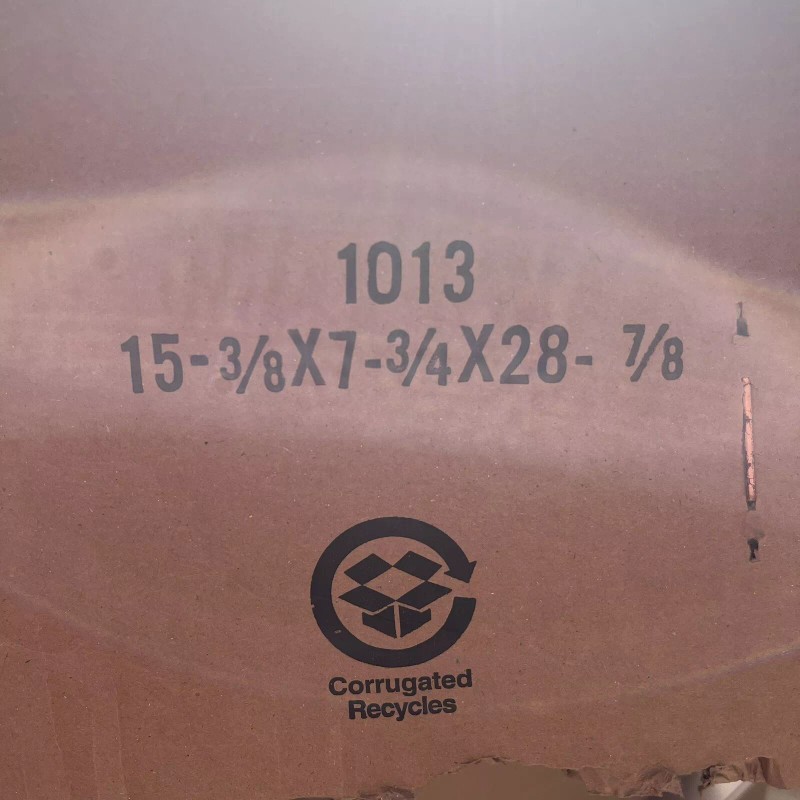 1013
15-3/8X7-3/4X28- 7/8
Corrugated
Recycles